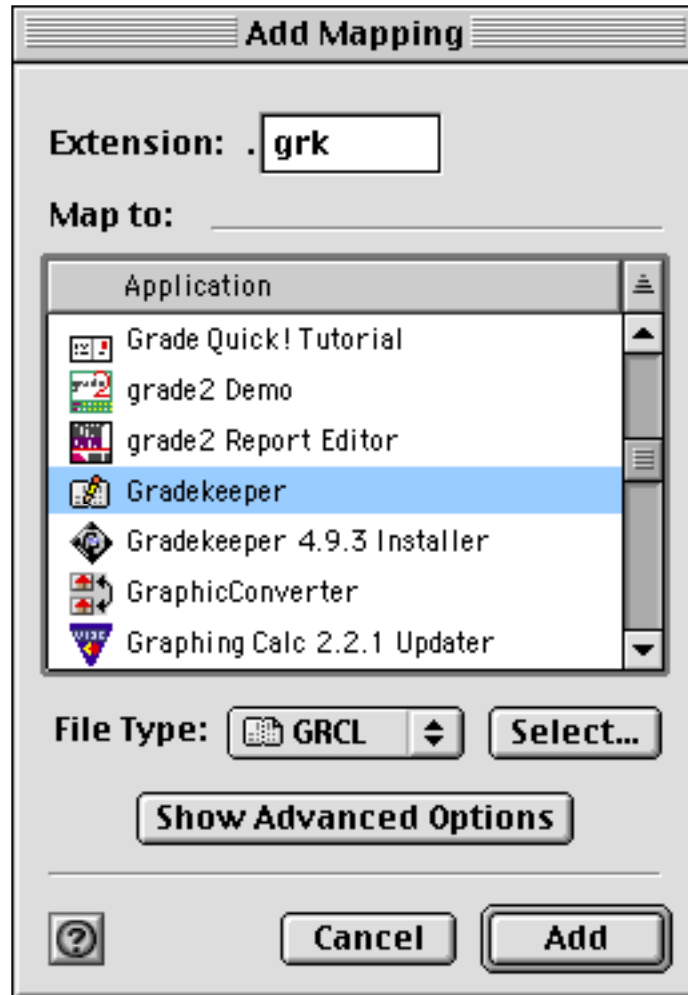 Add Mapping
Extension: .grk
Map to:
Application
Grade Quick! Tutorial
grade2 Demo
grade2 Report Editor
Gradekeeper
Gradekeeper 4.9.3 Installer
GraphicConverter
Graphing Calc 2.2.1 Updater
File Type: GRCL Select...
Show Advanced Options
? Cancel Add